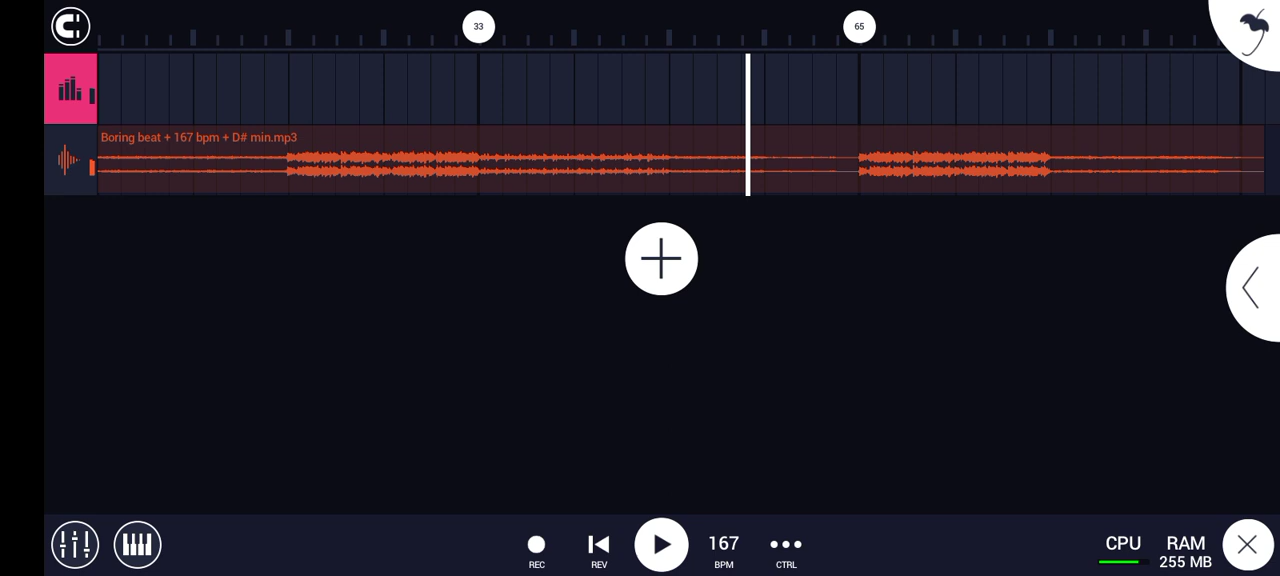 33
65
Boring beat + 167 bpm + D# min.mp3
167
CPU
RAM
255 MB
REC
REV
BPM
CTRL